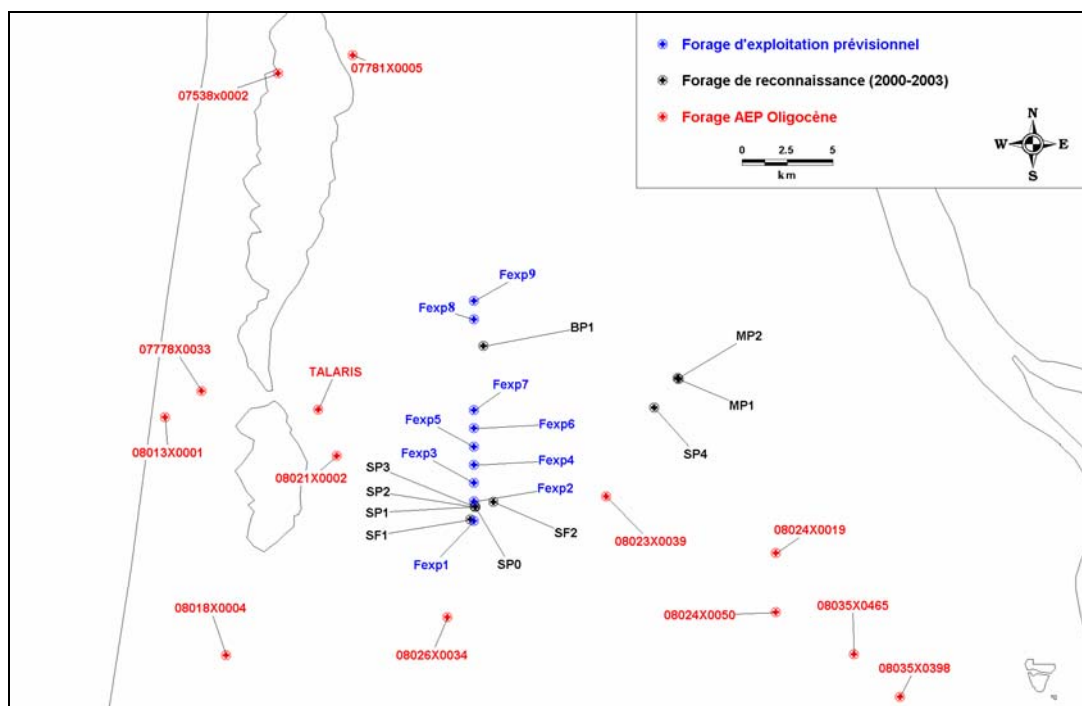 07781X0005
07538x0002
Forage d'exploitation prévisionnel
Forage de reconnaissance (2000-2003)
Forage AEP Oligocène
0 2.5 5
km
N
W E
S
Fexp9
Fexp8
BP1
07778X0033
TALARIS
MP2
Fexp7
MP1
Fexp5
Fexp6
08013X0001
SP4
Fexp3
Fexp4
SP3
08021X0002
SP2
Fexp2
SP1
SF1
SF2
08023X0039
08024X0019
Fexp1
SP0
08018X0004
08024X0050
08035X0465
08026X0034
08035X0398